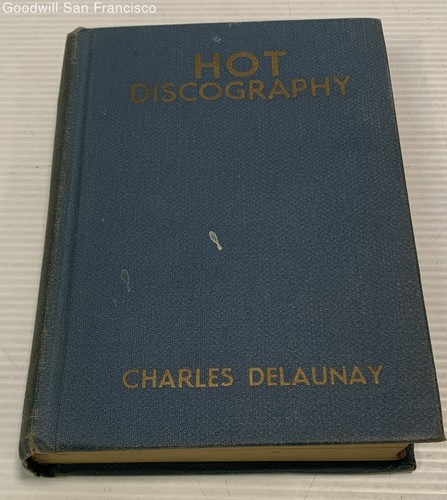 Goodwill San Francisco
HOT
DISCOGRAPHY
CHARLES DELAUNAY